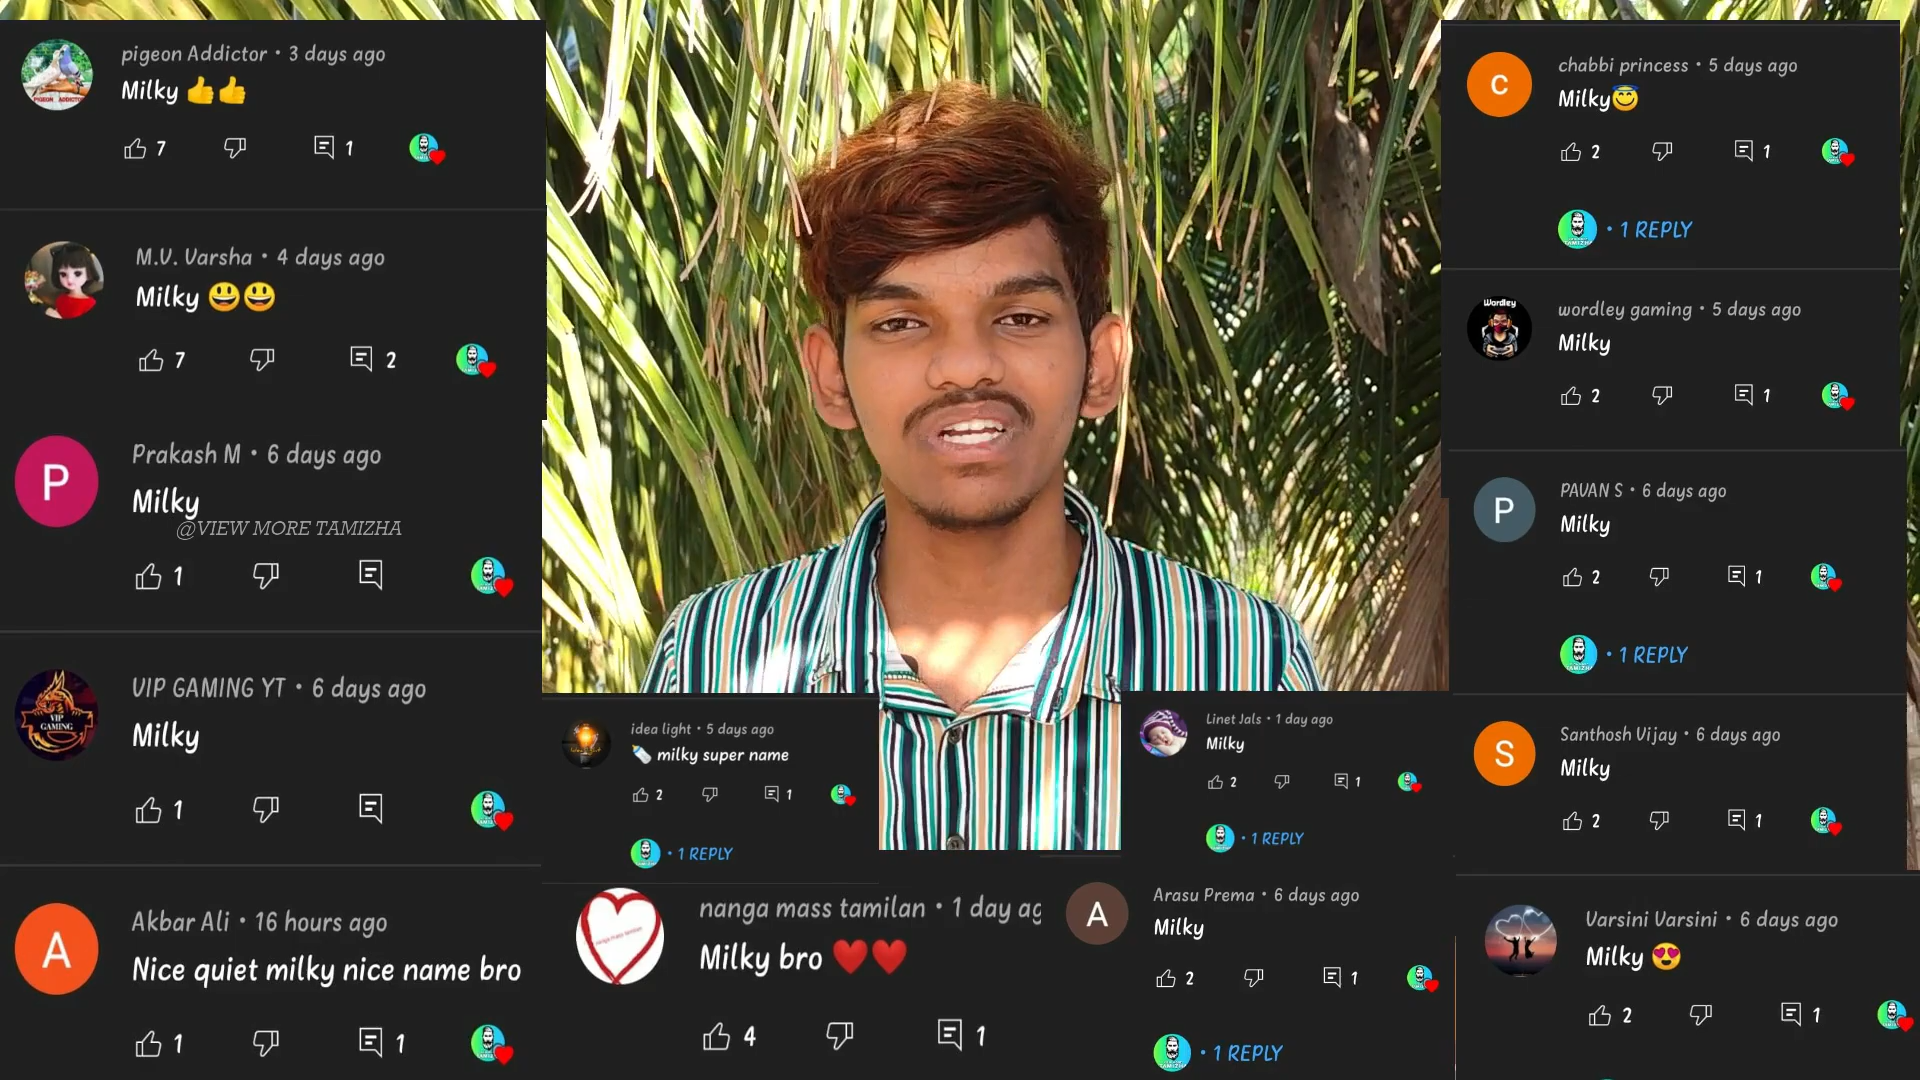 pigeon Addictor • 3 days ago
Milky 👍👍
7
1
M.V. Varsha • 4 days ago
Milky 😃😃
7
2
Prakash M • 6 days ago
Milky
@VIEW MORE TAMIZHA
1
VIP GAMING YT • 6 days ago
Milky
1
Akbar Ali • 16 hours ago
Nice quiet milky nice name bro
1
1
idea light • 5 days ago
🍼 milky super name
2
1
• 1 REPLY
nanga mass tamilan • 1 day ag
Milky bro ❤️❤️
4
1
Linet Jals • 1 day ago
Milky
2
1
• 1 REPLY
Arasu Prema • 6 days ago
Milky
2
1
• 1 REPLY
chabbi princess • 5 days ago
Milky😇
2
1
• 1 REPLY
wordley gaming • 5 days ago
Milky
2
1
PAVAN S • 6 days ago
Milky
2
1
• 1 REPLY
Santhosh Vijay • 6 days ago
Milky
2
1
Varsini Varsini • 6 days ago
Milky 😍
2
1